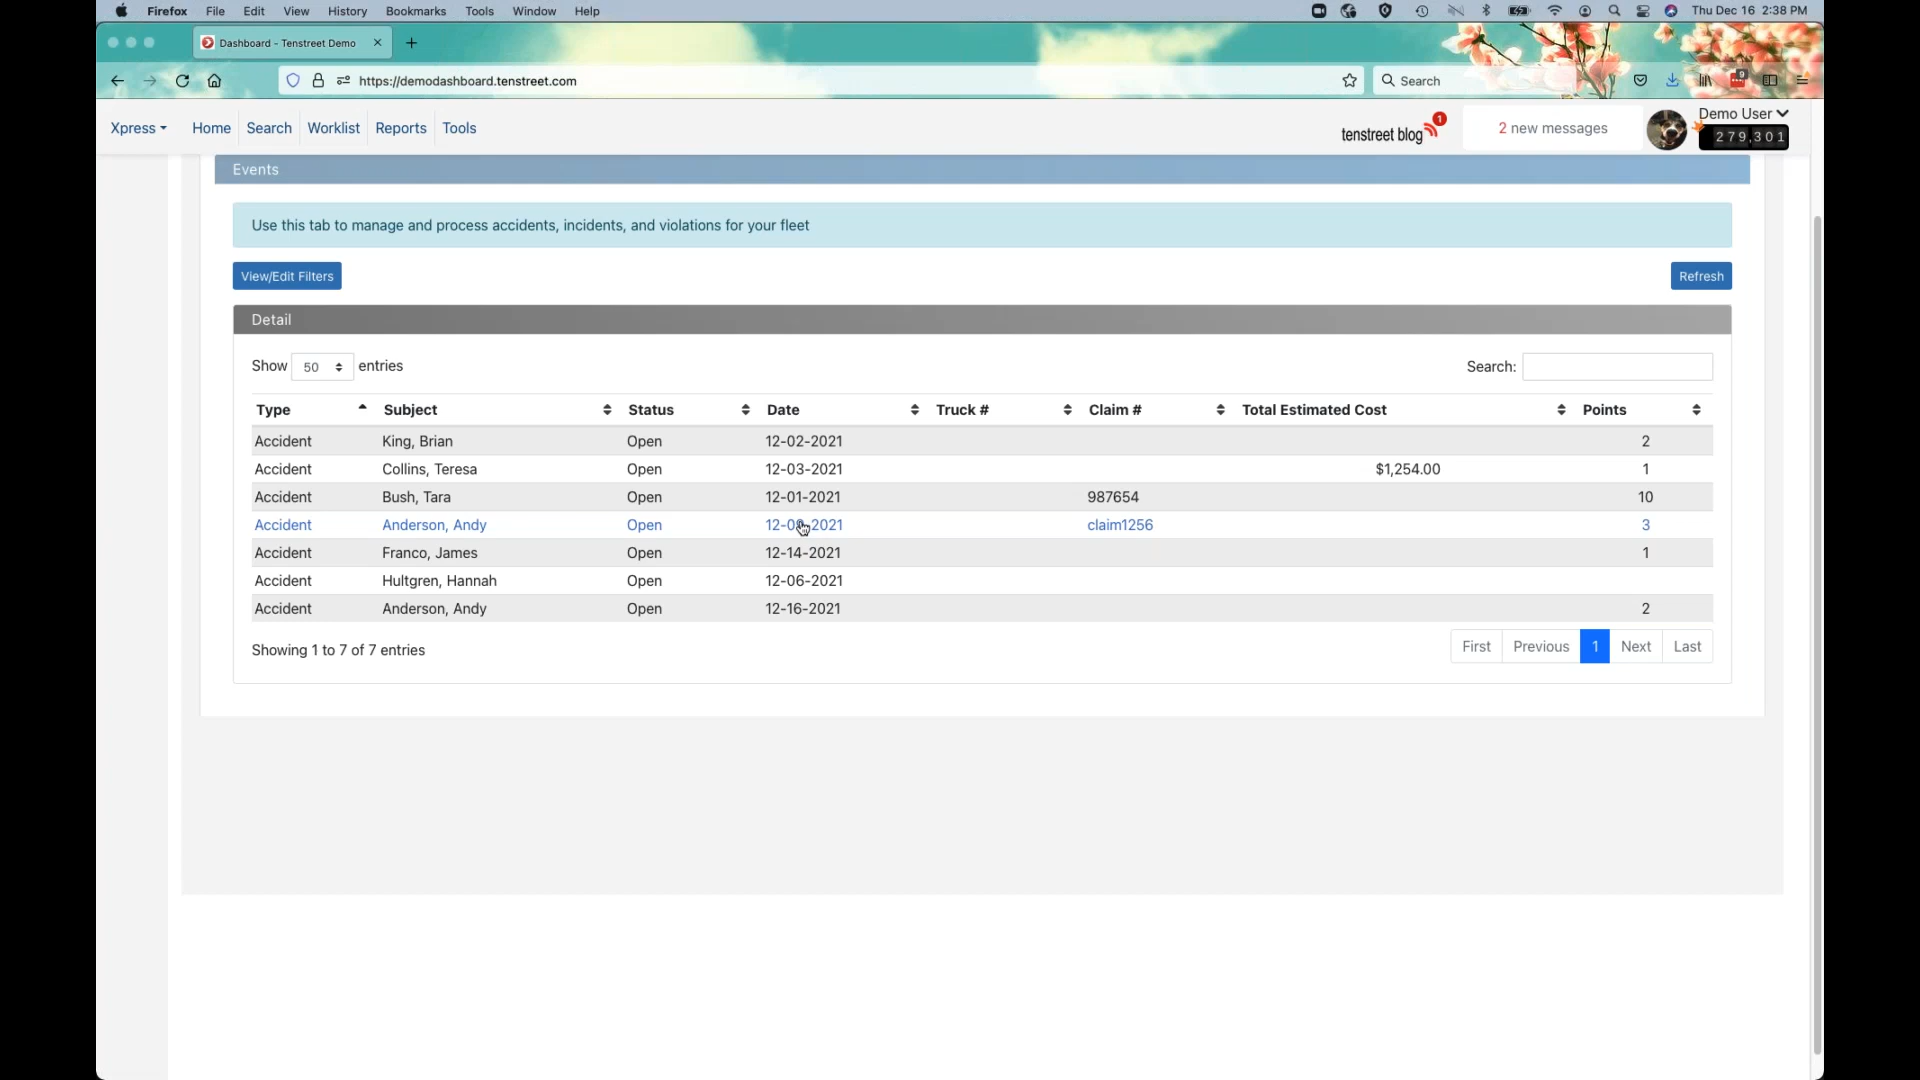 Firefox File Edit View History Bookmarks Tools Window Help Thu Dec 16 2:38 PM
Dashboard - Tenstreet Demo
https://demodashboard.tenstreet.com Search 9
Xpress Home Search Worklist Reports Tools tenstreet blog 1 2 new messages Demo User
279,301
Events
Use this tab to manage and process accidents, incidents, and violations for your fleet
View/Edit Filters Refresh
Detail
Show 50 entries Search:
Type Subject Status Date Truck # Claim # Total Estimated Cost Points
Accident King, Brian Open 12-02-2021 2
Accident Collins, Teresa Open 12-03-2021 $1,254.00 1
Accident Bush, Tara Open 12-01-2021 987654 10
Accident Anderson, Andy Open claim1256 3
Accident Franco, James Open 12-14-2021 1
Accident Hultgren, Hannah Open 12-06-2021
Accident Anderson, Andy Open 12-16-2021 2
Showing 1 to 7 of 7 entries First Previous 1 Next Last